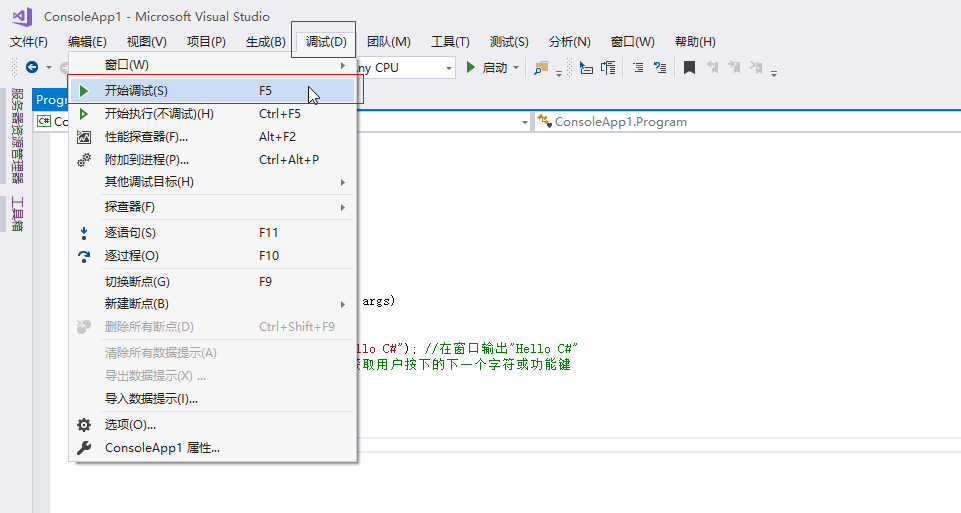 ConsoleApp1 - Microsoft Visual Studio
文件(F) 编辑(E) 视图(V) 项目(P) 生成(B) 调试(D) 团队(M) 工具(T) 测试(S) 分析(N) 窗口(W) 帮助(H)
ny CPU 启动
窗口(W)
开始调试(S) F5
开始执行(不调试)(H) Ctrl+F5
性能探查器(F)... Alt+F2
附加到进程(P)... Ctrl+Alt+P
其他调试目标(H)
探查器(F)
逐语句(S) F11
逐过程(O) F10
切换断点(G) F9
新建断点(B)
删除所有断点(D) Ctrl+Shift+F9
清除所有数据提示(A)
导出数据提示(X) ...
导入数据提示(I)...
选项(O)...
ConsoleApp1 属性...
服务器资源管理器
工具箱
Progr
C# Co
ConsoleApp1.Program
args)
llo C#"); //在窗口输出"Hello C#"
获取用户按下的下一个字符或功能键